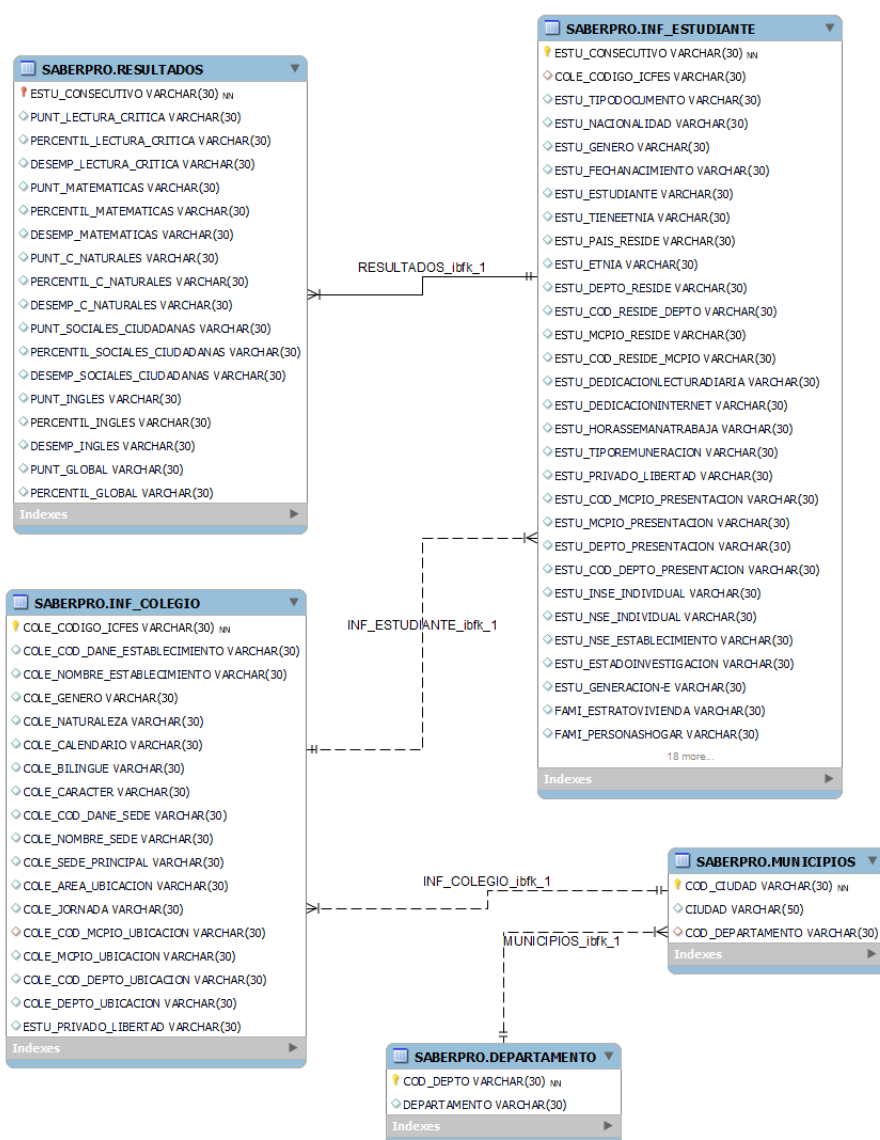 SABERPRO.RESULTADOS
ESTU_CONSECUTIVO VARCHAR(30) NN
PUNT_LECTURA_CRITICA VARCHAR(30)
PERCENTIL_LECTURA_CRITICA VARCHAR(30)
DESEMP_LECTURA_CRITICA VARCHAR(30)
PUNT_MATEMATICAS VARCHAR(30)
PERCENTIL_MATEMATICAS VARCHAR(30)
DESEMP_MATEMATICAS VARCHAR(30)
PUNT_C_NATURALES VARCHAR(30)
PERCENTIL_C_NATURALES VARCHAR(30)
DESEMP_C_NATURALES VARCHAR(30)
PUNT_SOCIALES_CIUDADANAS VARCHAR(30)
PERCENTIL_SOCIALES_CIUDADANAS VARCHAR(30)
DESEMP_SOCIALES_CIUDADANAS VARCHAR(30)
PUNT_INGLES VARCHAR(30)
PERCENTIL_INGLES VARCHAR(30)
DESEMP_INGLES VARCHAR(30)
PUNT_GLOBAL VARCHAR(30)
PERCENTIL_GLOBAL VARCHAR(30)
Indexes
RESULTADOS_ibfk_1
SABERPRO.INF_ESTUDIANTE
ESTU_CONSECUTIVO VARCHAR(30) NN
COLE_CODIGO_ICFES VARCHAR(30)
ESTU_TIPODOCUMENTO VARCHAR(30)
ESTU_NACIONALIDAD VARCHAR(30)
ESTU_GENERO VARCHAR(30)
ESTU_FECHANACIMIENTO VARCHAR(30)
ESTU_ESTUDIANTE VARCHAR(30)
ESTU_TIENEETNIA VARCHAR(30)
ESTU_PAIS_RESIDE VARCHAR(30)
ESTU_ETNIA VARCHAR(30)
ESTU_DEPTO_RESIDE VARCHAR(30)
ESTU_COD_RESIDE_DEPTO VARCHAR(30)
ESTU_MCPIO_RESIDE VARCHAR(30)
ESTU_COD_RESIDE_MCPIO VARCHAR(30)
ESTU_DEDICACIONLECTURADIARIA VARCHAR(30)
ESTU_DEDICACIONINTERNET VARCHAR(30)
ESTU_HORASSEMANATRABAJA VARCHAR(30)
ESTU_TIPOREMUNERACION VARCHAR(30)
ESTU_PRIVADO_LIBERTAD VARCHAR(30)
ESTU_COD_MCPIO_PRESENTACION VARCHAR(30)
ESTU_MCPIO_PRESENTACION VARCHAR(30)
ESTU_DEPTO_PRESENTACION VARCHAR(30)
ESTU_COD_DEPTO_PRESENTACION VARCHAR(30)
ESTU_INSE_INDIVIDUAL VARCHAR(30)
ESTU_NSE_INDIVIDUAL VARCHAR(30)
ESTU_NSE_ESTABLECIMIENTO VARCHAR(30)
ESTU_ESTADOINVESTIGACION VARCHAR(30)
ESTU_GENERACION-E VARCHAR(30)
FAMI_ESTRATOVIVIENDA VARCHAR(30)
FAMI_PERSONASHOGAR VARCHAR(30)
18 more...
Indexes
INF_ESTUDIANTE_ibfk_1
SABERPRO.INF_COLEGIO
COLE_CODIGO_ICFES VARCHAR(30) NN
COLE_COD_DANE_ESTABLECIMIENTO VARCHAR(30)
COLE_NOMBRE_ESTABLECIMIENTO VARCHAR(30)
COLE_GENERO VARCHAR(30)
COLE_NATURALEZA VARCHAR(30)
COLE_CALENDARIO VARCHAR(30)
COLE_BILINGUE VARCHAR(30)
COLE_CARACTER VARCHAR(30)
COLE_COD_DANE_SEDE VARCHAR(30)
COLE_NOMBRE_SEDE VARCHAR(30)
COLE_SEDE_PRINCIPAL VARCHAR(30)
COLE_AREA_UBICACION VARCHAR(30)
COLE_JORNADA VARCHAR(30)
COLE_COD_MCPIO_UBICACION VARCHAR(30)
COLE_MCPIO_UBICACION VARCHAR(30)
COLE_COD_DEPTO_UBICACION VARCHAR(30)
COLE_DEPTO_UBICACION VARCHAR(30)
ESTU_PRIVADO_LIBERTAD VARCHAR(30)
Indexes
INF_COLEGIO_ibfk_1
SABERPRO.MUNICIPIOS
COD_CIUDAD VARCHAR(30) NN
CIUDAD VARCHAR(50)
COD_DEPARTAMENTO VARCHAR(30)
Indexes
MUNICIPIOS_ibfk_1
SABERPRO.DEPARTAMENTO
COD_DEPTO VARCHAR(30) NN
DEPARTAMENTO VARCHAR(30)
Indexes